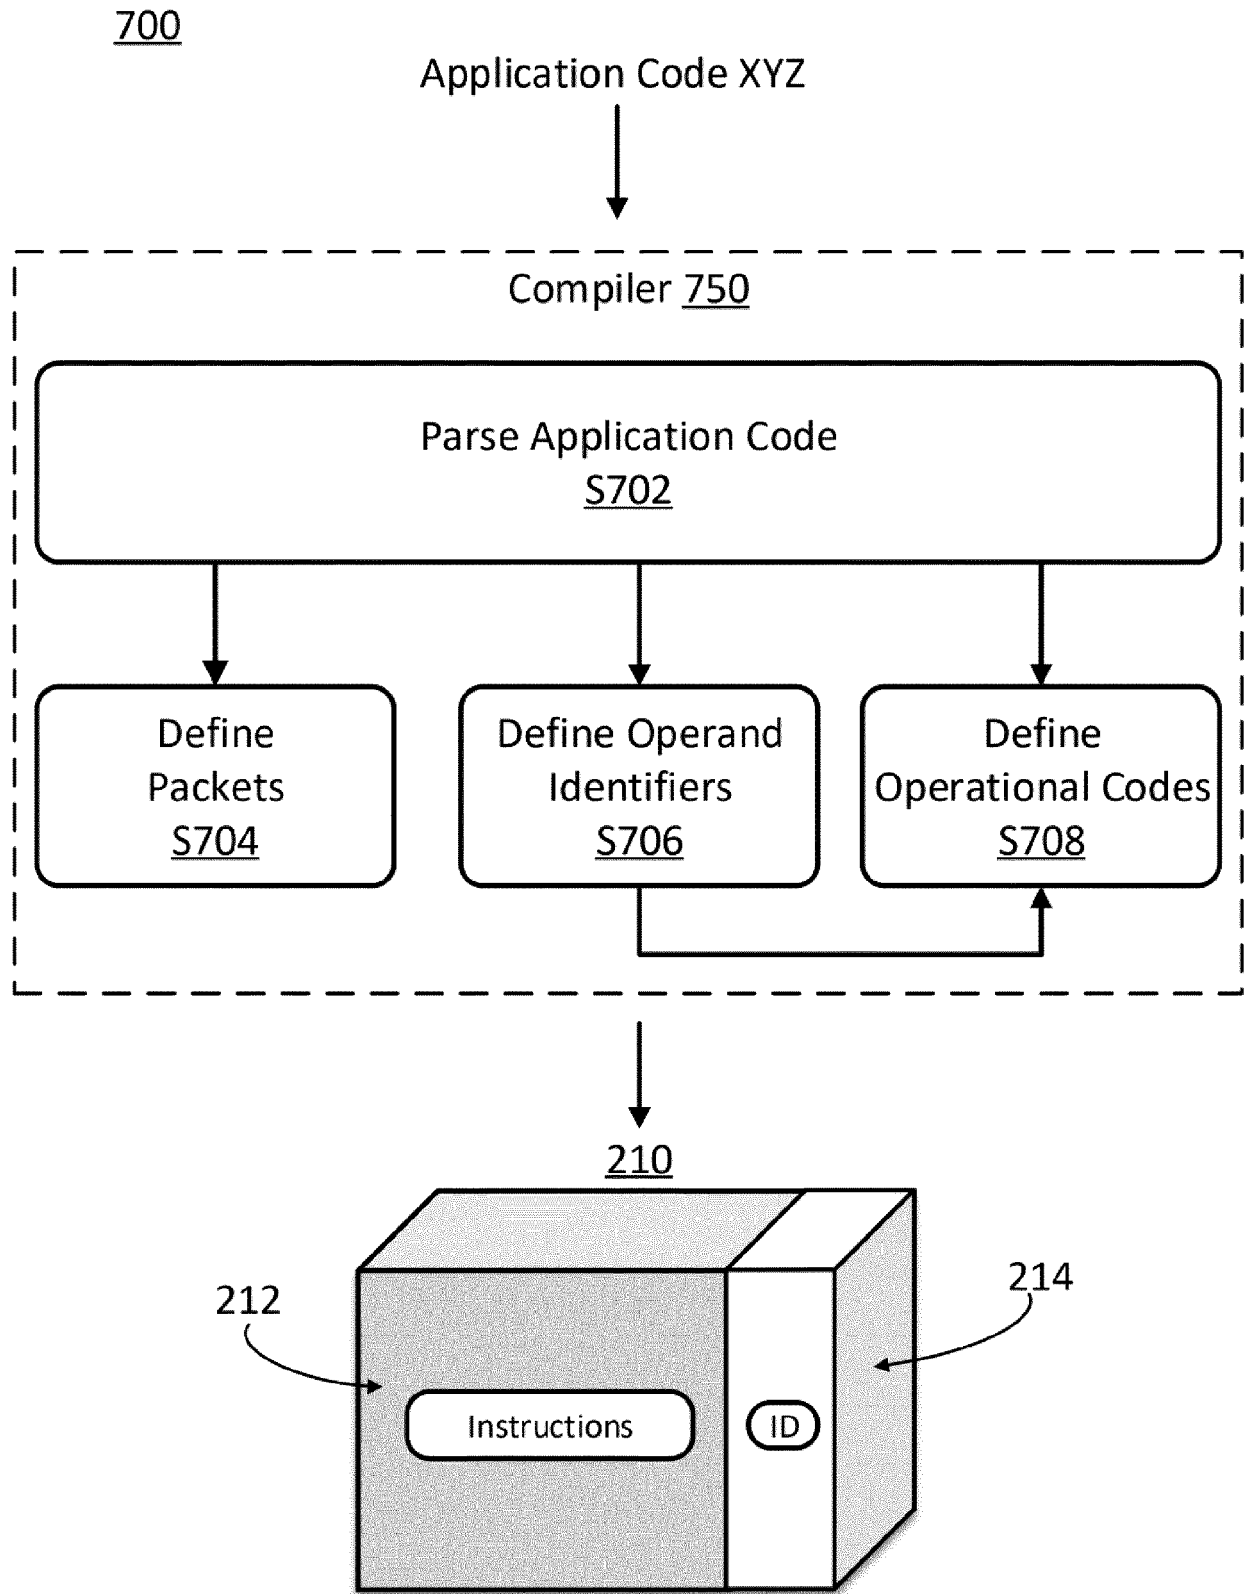 700
Application Code XYZ
Compiler 750
Parse Application Code
S702
Define
Packets
S704
Define Operand
Identifiers
S706
Define
Operational Codes
S708
210
212
214
Instructions
ID